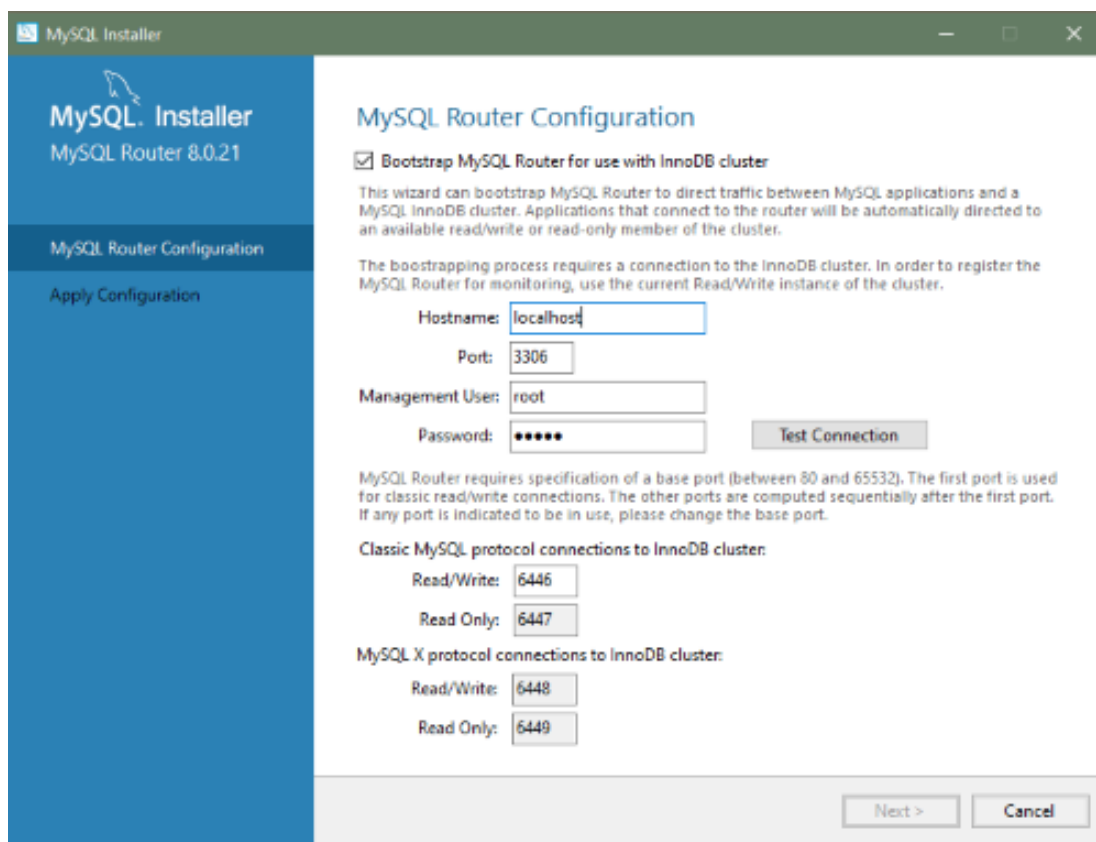 MySQL Installer
MySQL. Installer
MySQL Router 8.0.21
MySQL Router Configuration
Apply Configuration
MySQL Router Configuration
Bootstrap MySQL Router for use with InnoDB cluster
This wizard can bootstrap MySQL Router to direct traffic between MySQL applications and a
MySQL InnoDB cluster. Applications that connect to the router will be automatically directed to
an available read/write or read-only member of the cluster.
The boostrapping process requires a connection to the InnoDB cluster. In order to register the
MySQL Router for monitoring, use the current Read/Write instance of the cluster.
Hostname: localhost
Port: 3306
Management User: root
Password: ●●●●● Test Connection
MySQL Router requires specification of a base port (between 80 and 65532). The first port is used
for classic read/write connections. The other ports are computed sequentially after the first port.
If any port is indicated to be in use, please change the base port.
Classic MySQL protocol connections to InnoDB cluster:
Read/Write: 6446
Read Only: 6447
MySQL X protocol connections to InnoDB cluster:
Read/Write: 6448
Read Only: 6449
Next > Cancel